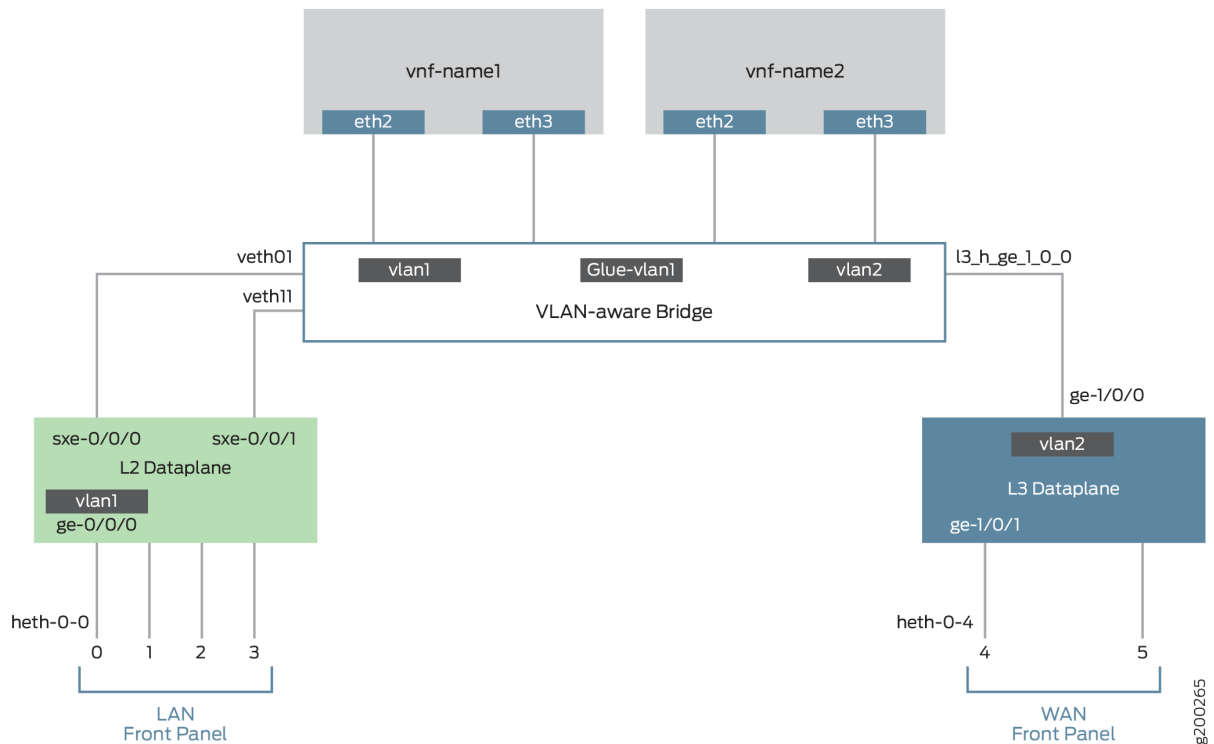 vnf-name1
vnf-name2
eth2
eth3
eth2
eth3
veth01
vlan1
Glue-vlan1
vlan2
l3_h_ge_1_0_0
veth11
VLAN-aware Bridge
ge-1/0/0
sxe-0/0/0
sxe-0/0/1
L2 Dataplane
vlan1
ge-0/0/0
vlan2
L3 Dataplane
ge-1/0/1
heth-0-0
0
1
2
3
LAN
Front Panel
heth-0-4
4
5
WAN
Front Panel
g200265